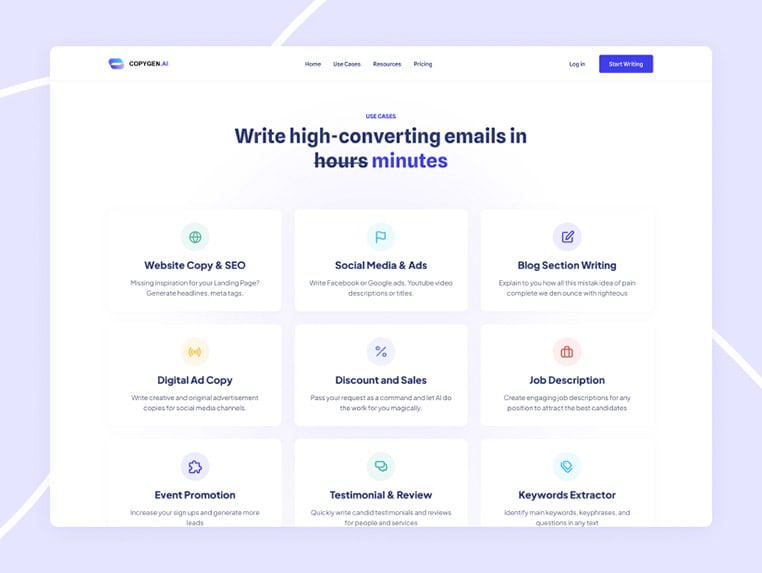 COPYGEN.AI
Home Use Cases Resources Pricing
Log in
Start Writing
USE CASES
Write high-converting emails in
hours minutes
Website Copy & SEO
Missing inspiration for your Landing Page?
Generate headlines, meta tags.
Social Media & Ads
Write Facebook or Google ads, Youtube video
descriptions or titles.
Blog Section Writing
Explain to you how all this mistak idea of pain
complete we den ounce with righteous
Digital Ad Copy
Write creative and original advertisement
copies for social media channels.
Discount and Sales
Pass your request as a command and let AI do
the work for you magically.
Job Description
Create engaging job descriptions for any
position to attract the best candidates
Event Promotion
Increase your sign ups and generate more
leads
Testimonial & Review
Quickly write candid testimonials and reviews
for people and services
Keywords Extractor
Identify main keywords, keyphrases, and
questions in any text